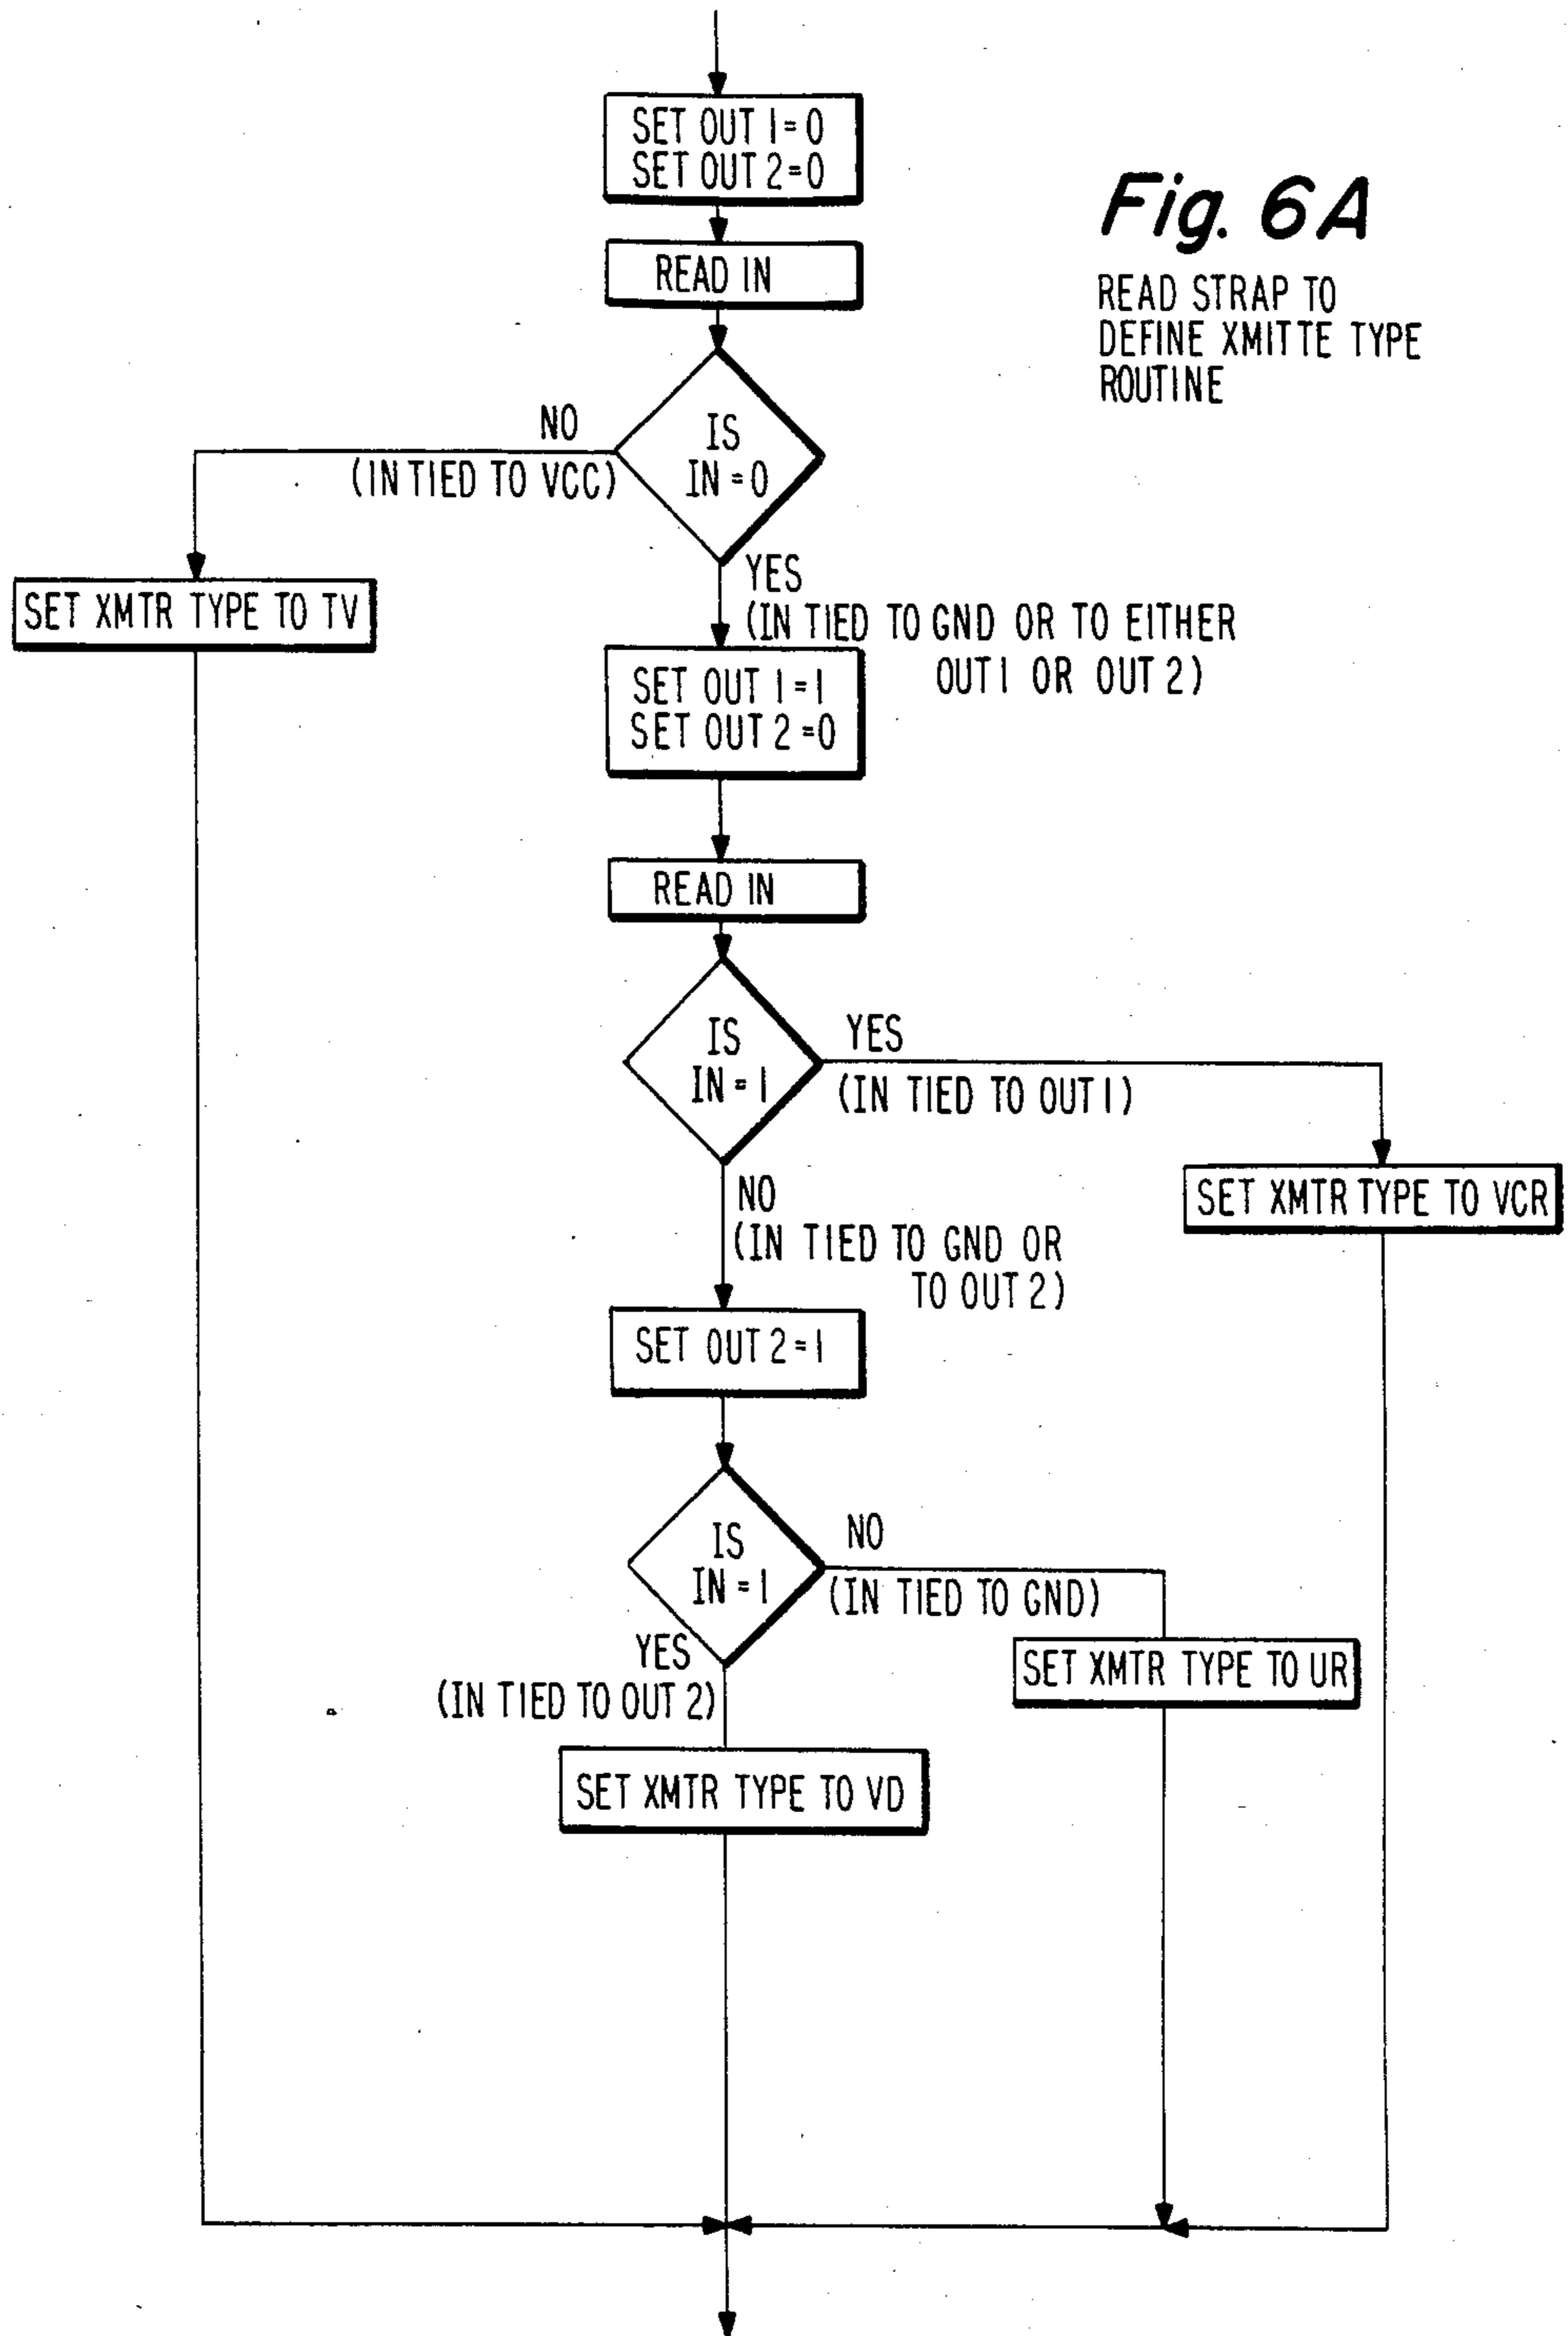 SET OUT 1=0
SET OUT 2=0
Fig. 6A
READ STRAP TO
DEFINE XMITTE TYPE
ROUTINE
READ IN
IS
IN=0
NO
(IN TIED TO VCC)
SET XMTR TYPE TO TV
YES
(IN TIED TO GND OR TO EITHER
OUT1 OR OUT 2)
SET OUT 1=1
SET OUT 2=0
READ IN
IS
IN=1
YES
(IN TIED TO OUT1)
SET XMTR TYPE TO VCR
NO
(IN TIED TO GND OR
TO OUT 2)
SET OUT 2=1
IS
IN=1
NO
(IN TIED TO GND)
SET XMTR TYPE TO UR
YES
(IN TIED TO OUT 2)
SET XMTR TYPE TO VD